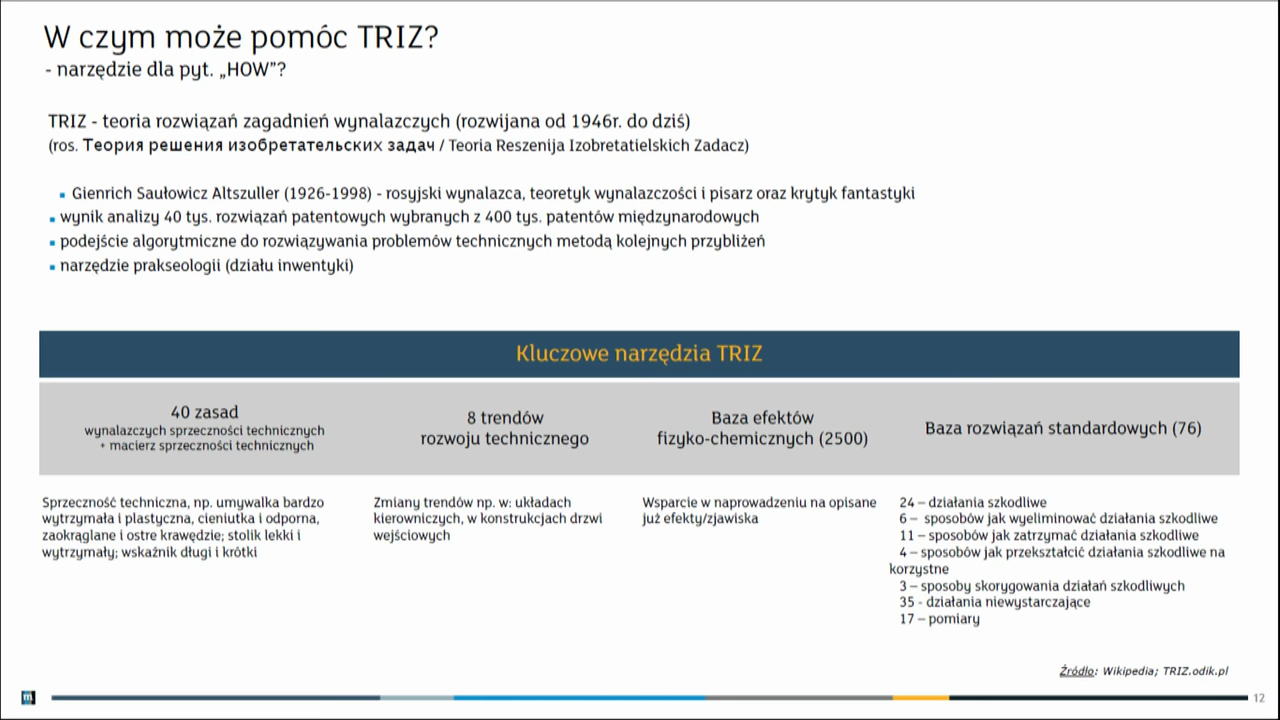 W czym może pomóc TRIZ?
- narzędzie dla pyt. „HOW”?
TRIZ - teoria rozwiązań zagadnień wynalazczych (rozwijana od 1946r. do dziś)
(ros. Теория решения изобретательских задач / Teoria Reszenija Izobretatielskich Zadacz)
▪ Gienrich Saułowicz Altszuller (1926-1998) - rosyjski wynalazca, teoretyk wynalazczości i pisarz oraz krytyk fantastyki
▪ wynik analizy 40 tys. rozwiązań patentowych wybranych z 400 tys. patentów międzynarodowych
▪ podejście algorytmiczne do rozwiązywania problemów technicznych metodą kolejnych przybliżeń
▪ narzędzie prakseologii (działu inwentyki)
Kluczowe narzędzia TRIZ
40 zasad
wynalazczych sprzeczności technicznych
+ macierz sprzeczności technicznych
8 trendów
rozwoju technicznego
Baza efektów
fizyko-chemicznych (2500)
Baza rozwiązań standardowych (76)
Sprzeczność techniczna, np. umywalka bardzo
wytrzymała i plastyczna, cieniutka i odporna,
zaokrąglane i ostre krawędzie; stolik lekki i
wytrzymały; wskaźnik długi i krótki
Zmiany trendów np. w: układach
kierowniczych, w konstrukcjach drzwi
wejściowych
Wsparcie w naprowadzeniu na opisane
już efekty/zjawiska
24 – działania szkodliwe
6 – sposobów jak wyeliminować działania szkodliwe
11 – sposobów jak zatrzymać działania szkodliwe
4 – sposobów jak przekształcić działania szkodliwe na
korzystne
3 – sposoby skorygowania działań szkodliwych
35 - działania niewystarczające
17 – pomiary
Źródło: Wikipedia; TRIZ.odik.pl
m
12